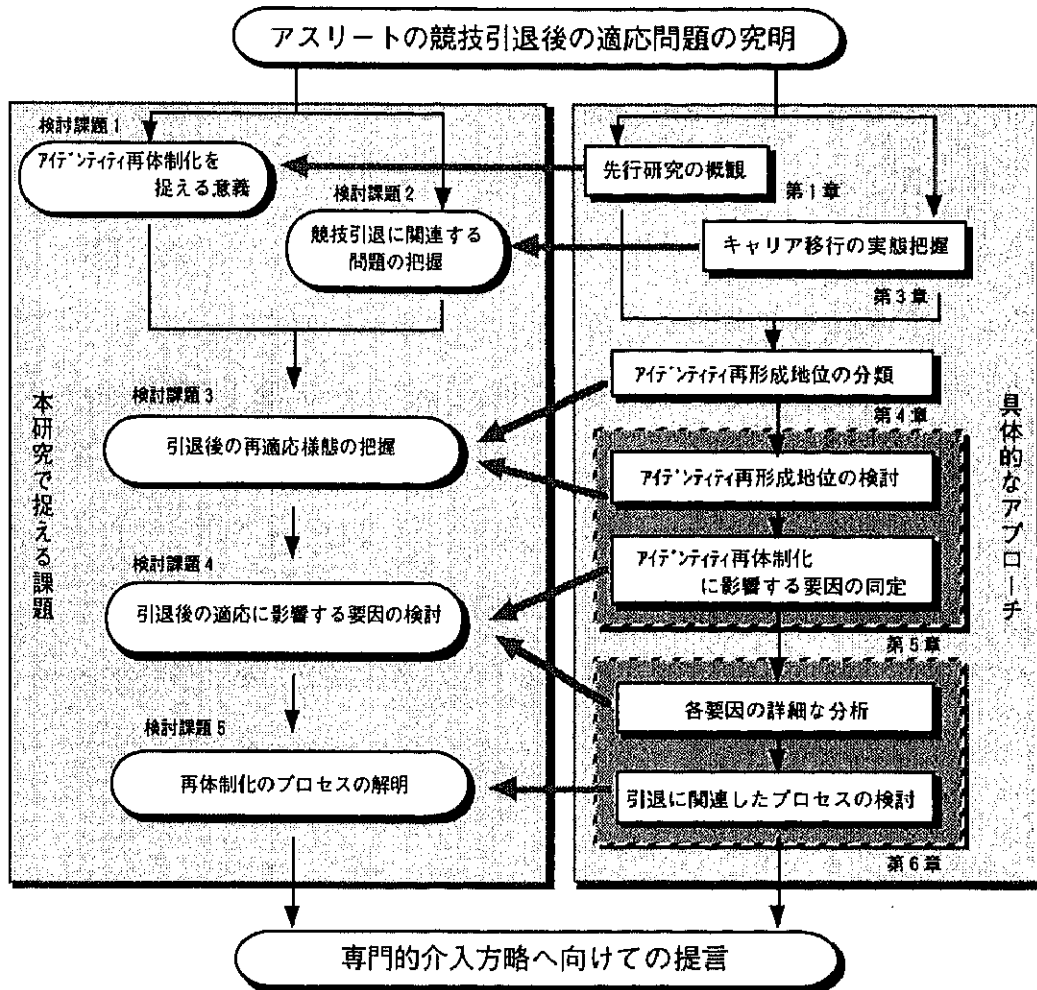 アスリートの競技引退後の適応問題の究明
検討課題1
アイデンティティ再体制化を
捉える意義
検討課題2
競技引退に関連する
問題の把握
検討課題3
引退後の再適応様態の把握
検討課題4
引退後の適応に影響する要因の検討
検討課題5
再体制化のプロセスの解明
本研究で捉える課題
先行研究の概観
第1章
キャリア移行の実態把握
第3章
アイデンティティ再形成地位の分類
第4章
アイデンティティ再形成地位の検討
アイデンティティ再体制化
に影響する要因の同定
第5章
各要因の詳細な分析
引退に関連したプロセスの検討
第6章
具体的なアプローチ
専門的介入方略へ向けての提言